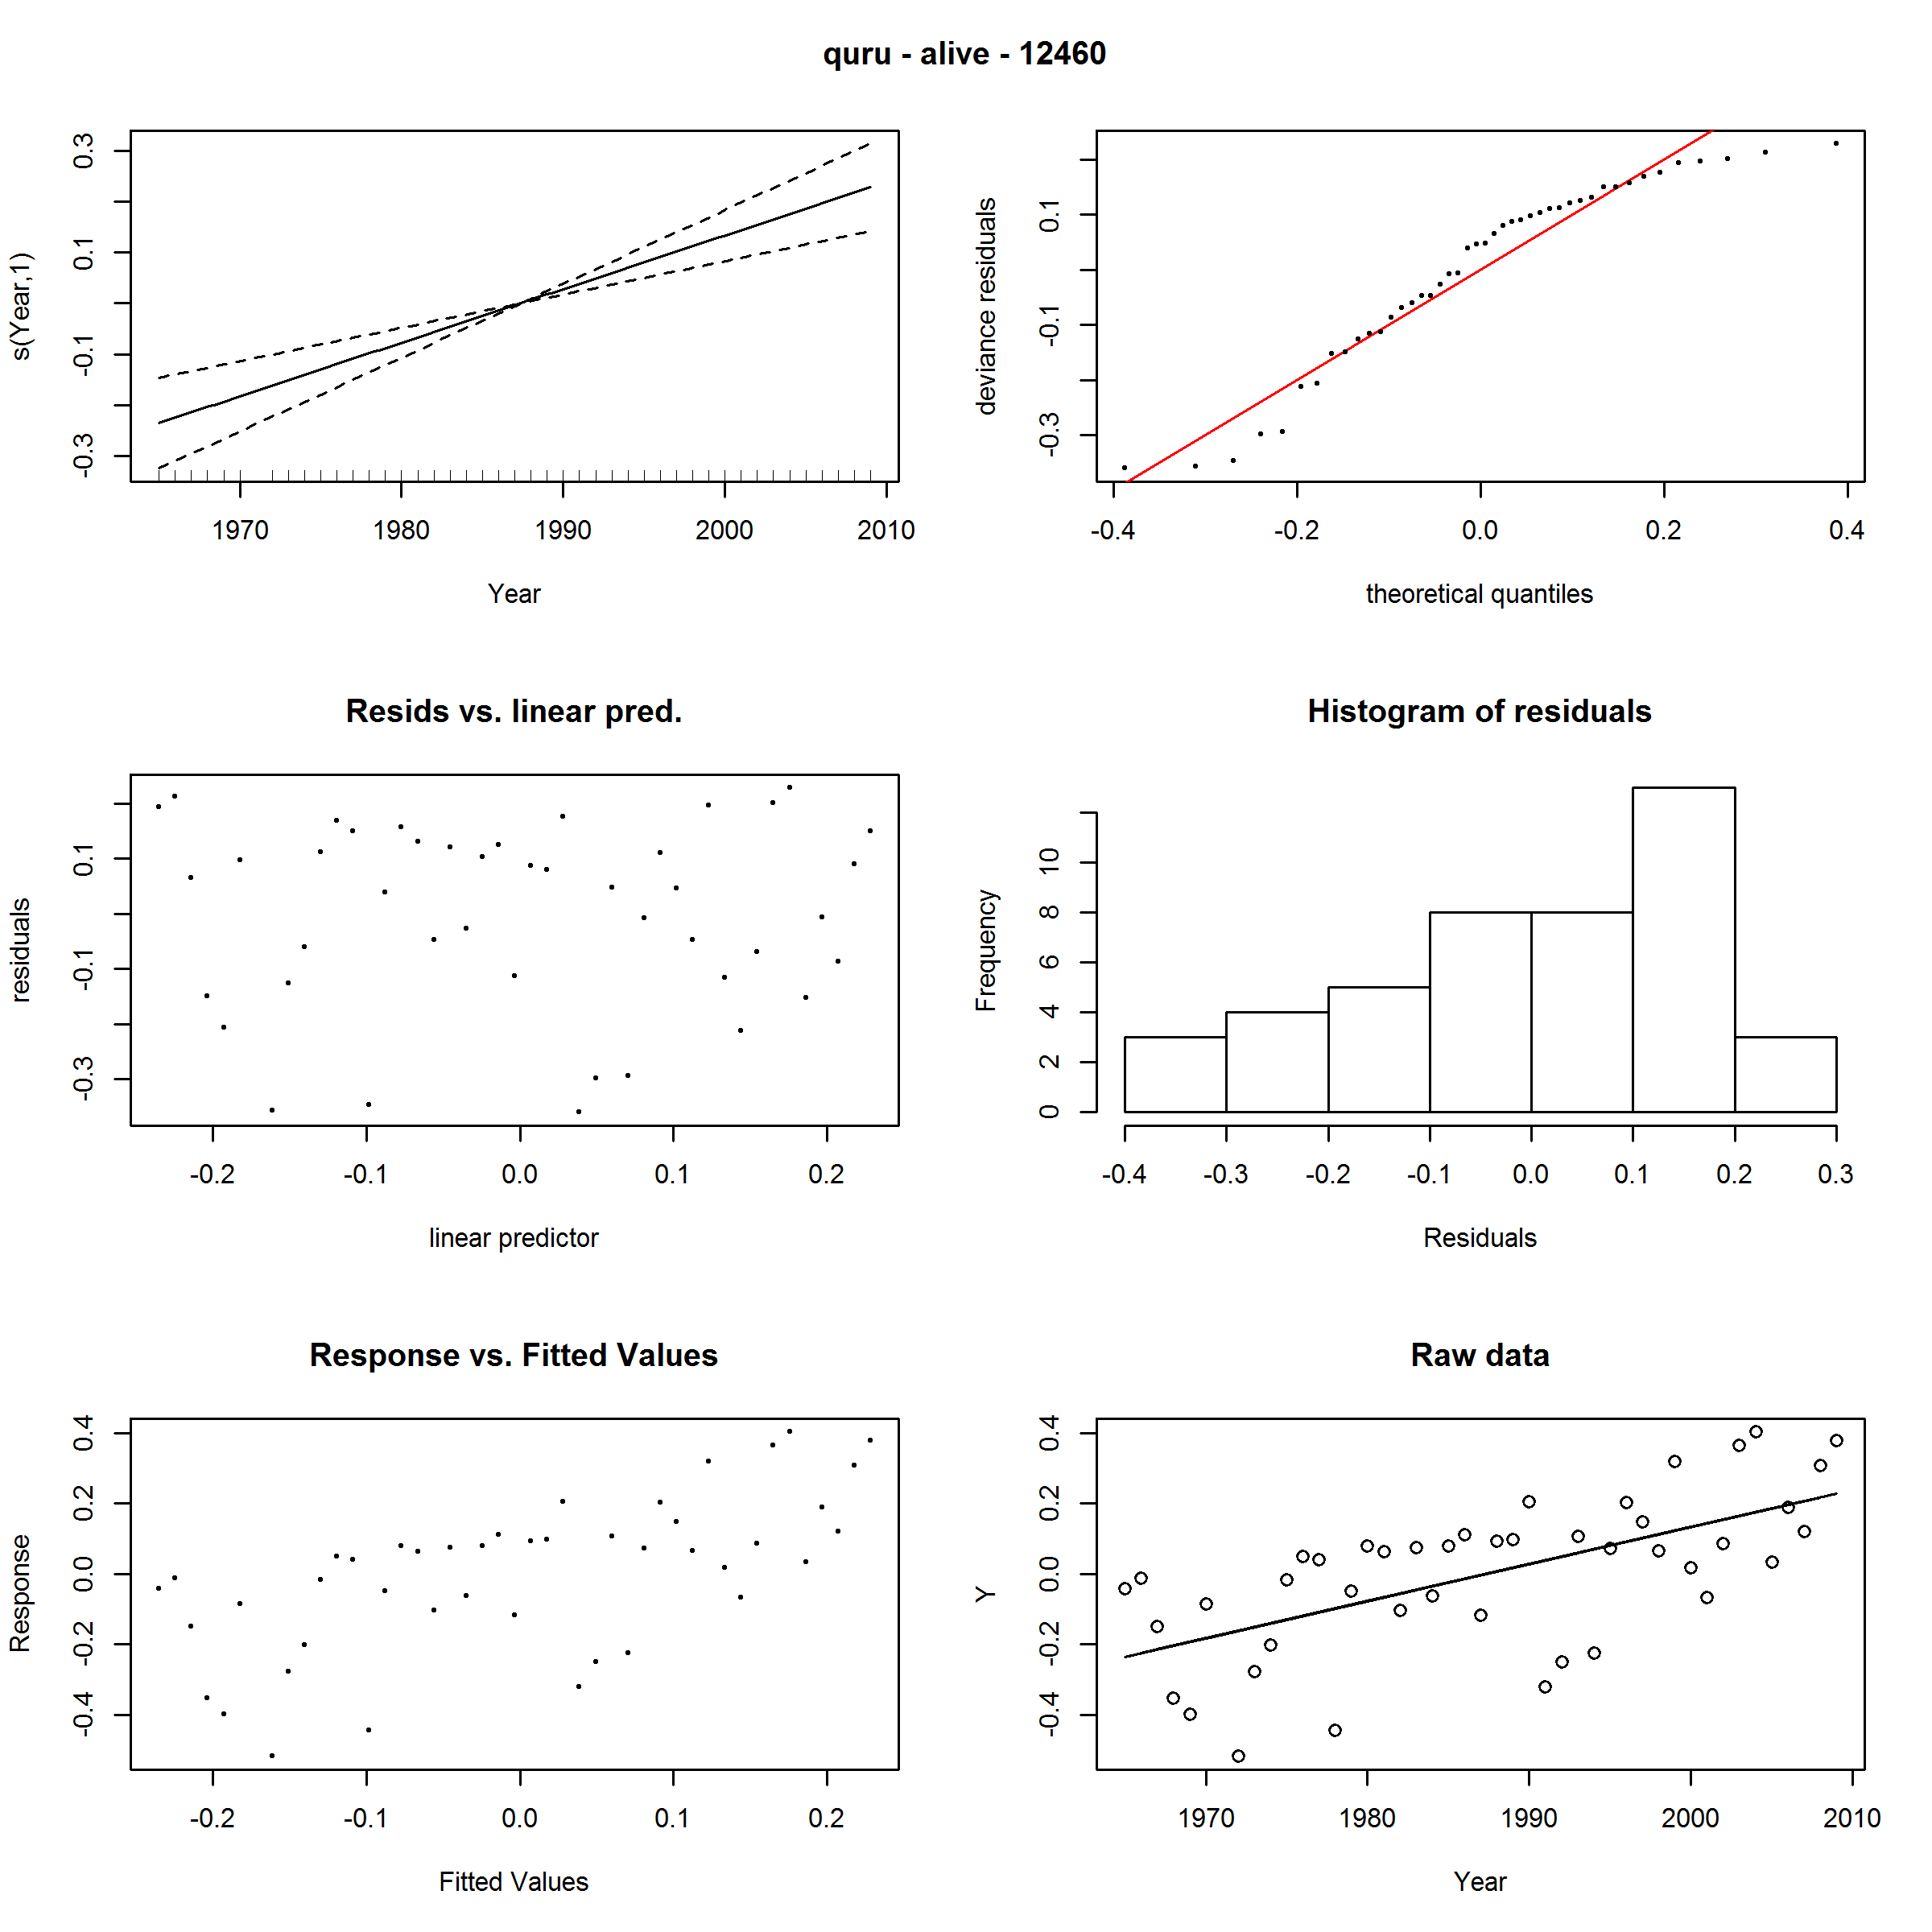 quru - alive - 12460
s(Year,1)
-0.3 -0.1 0.1 0.3
1970 1980 1990 2000 2010
Year
deviance residuals
-0.3 -0.1 0.1
-0.4 -0.2 0.0 0.2 0.4
theoretical quantiles
Resids vs. linear pred.
residuals
-0.3 -0.1 0.1
-0.2 -0.1 0.0 0.1 0.2
linear predictor
Histogram of residuals
Frequency
0 2 4 6 8 10
-0.4 -0.3 -0.2 -0.1 0.0 0.1 0.2 0.3
Residuals
Response vs. Fitted Values
Response
-0.4 -0.2 0.0 0.2 0.4
-0.2 -0.1 0.0 0.1 0.2
Fitted Values
Raw data
Y
-0.4 -0.2 0.0 0.2 0.4
1970 1980 1990 2000 2010
Year